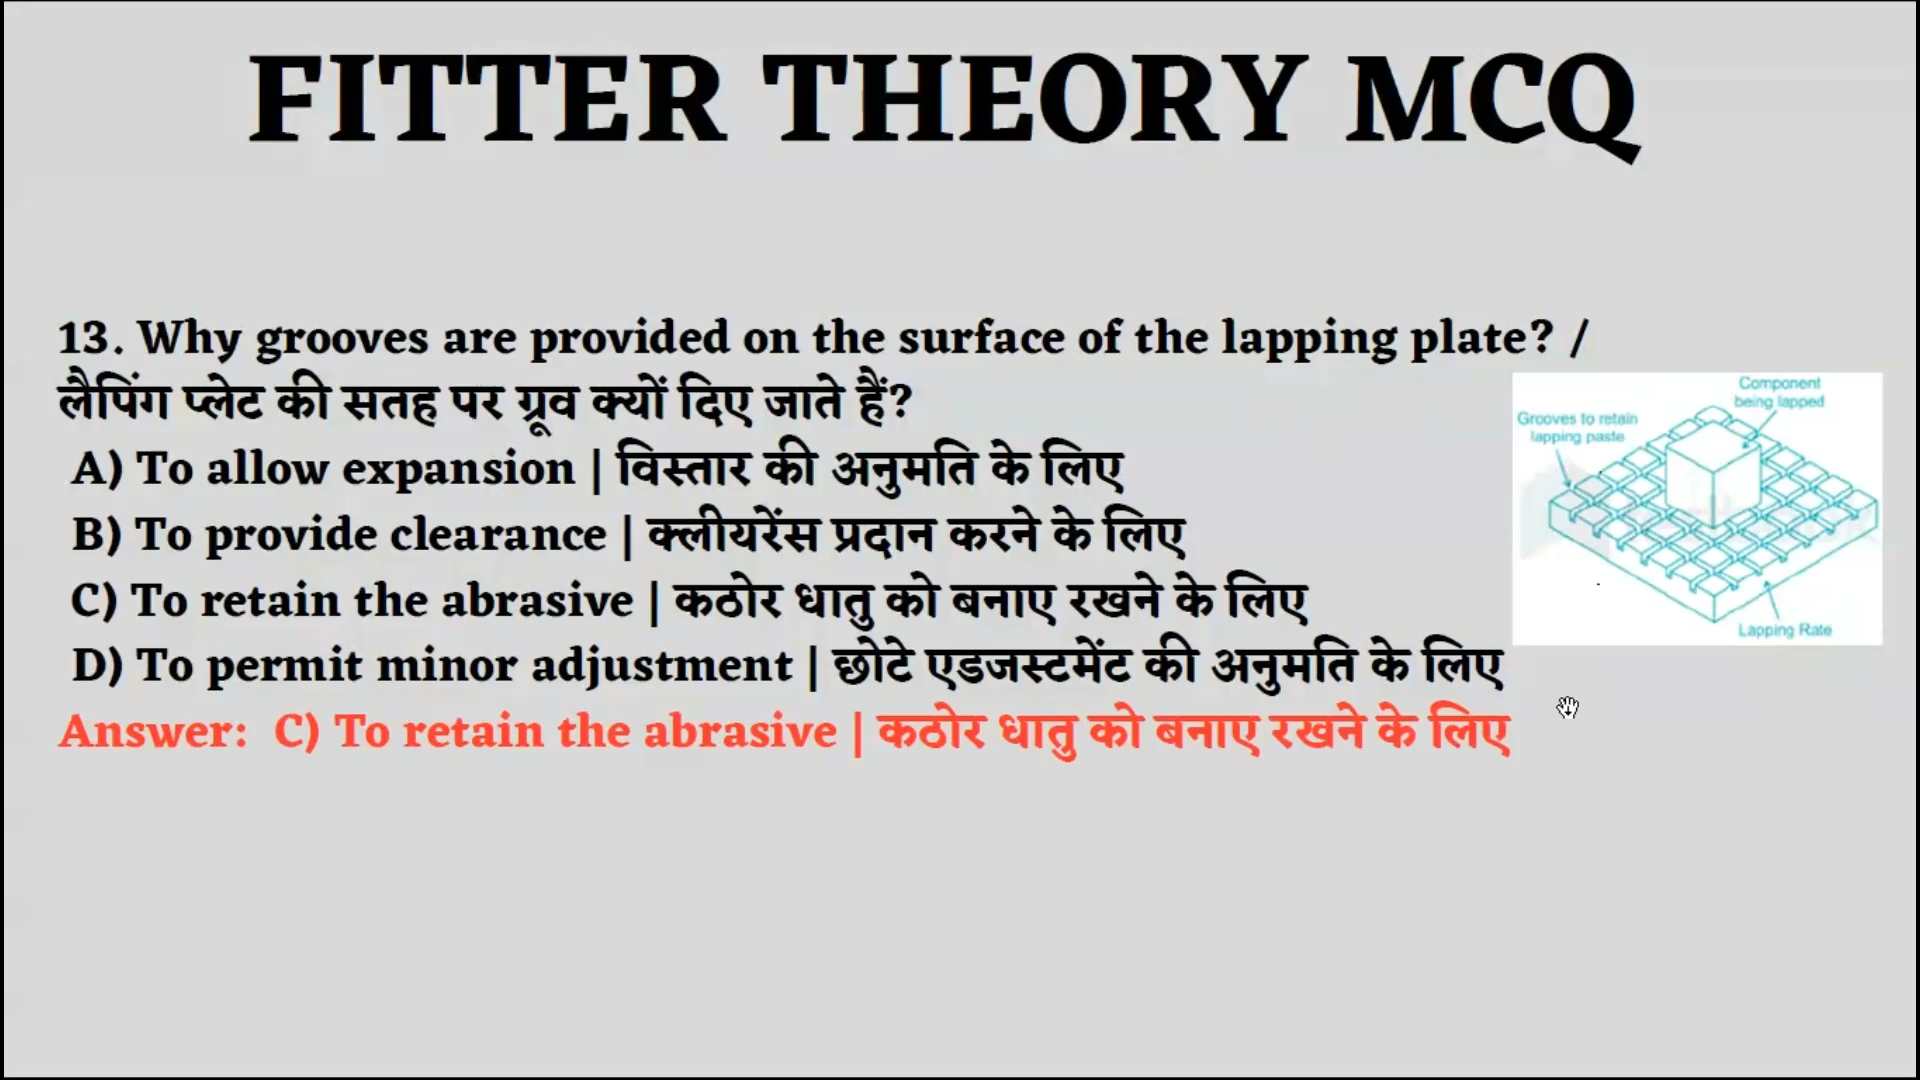 FITTER THEORY MCQ
13. Why grooves are provided on the surface of the lapping plate? /
लैपिंग प्लेट की सतह पर ग्रूव क्यों दिए जाते हैं?
A) To allow expansion | विस्तार की अनुमति के लिए
B) To provide clearance | क्लीयरेंस प्रदान करने के लिए
C) To retain the abrasive | कठोर धातु को बनाए रखने के लिए
D) To permit minor adjustment | छोटे एडजस्टमेंट की अनुमति के लिए
Answer: C) To retain the abrasive | कठोर धातु को बनाए रखने के लिए
Component
being lapped
Grooves to retain
lapping paste
Lapping Rate